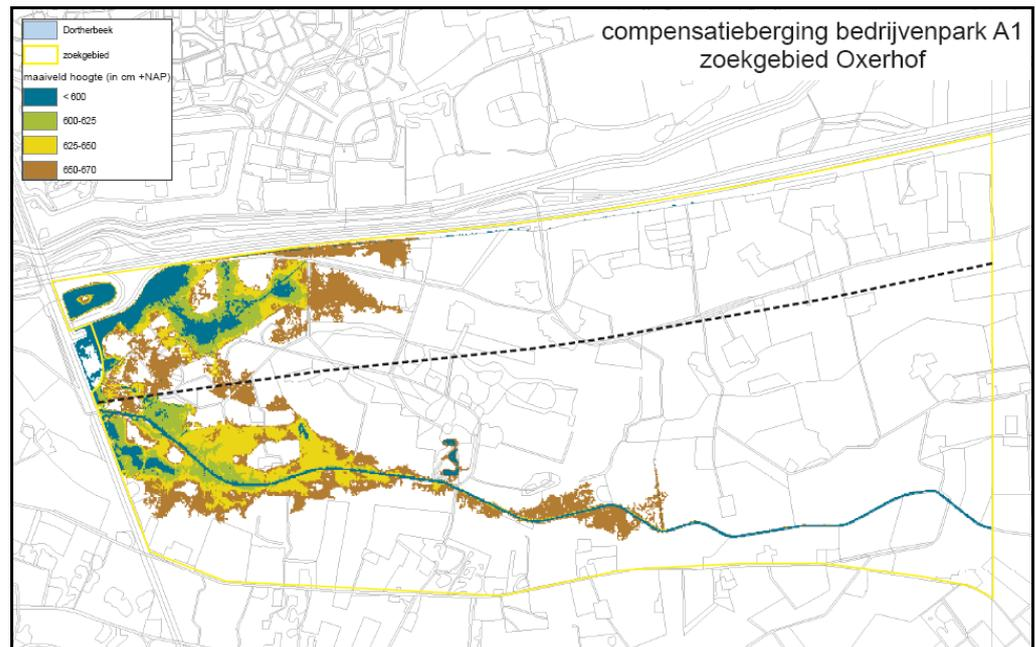 compensatieberging bedrijvenpark A1
zoekgebied Oxerhof
Dortherbeek
zoekgebied
maaiveld hoogte (in cm +NAP)
< 600
600-625
625-650
650-670